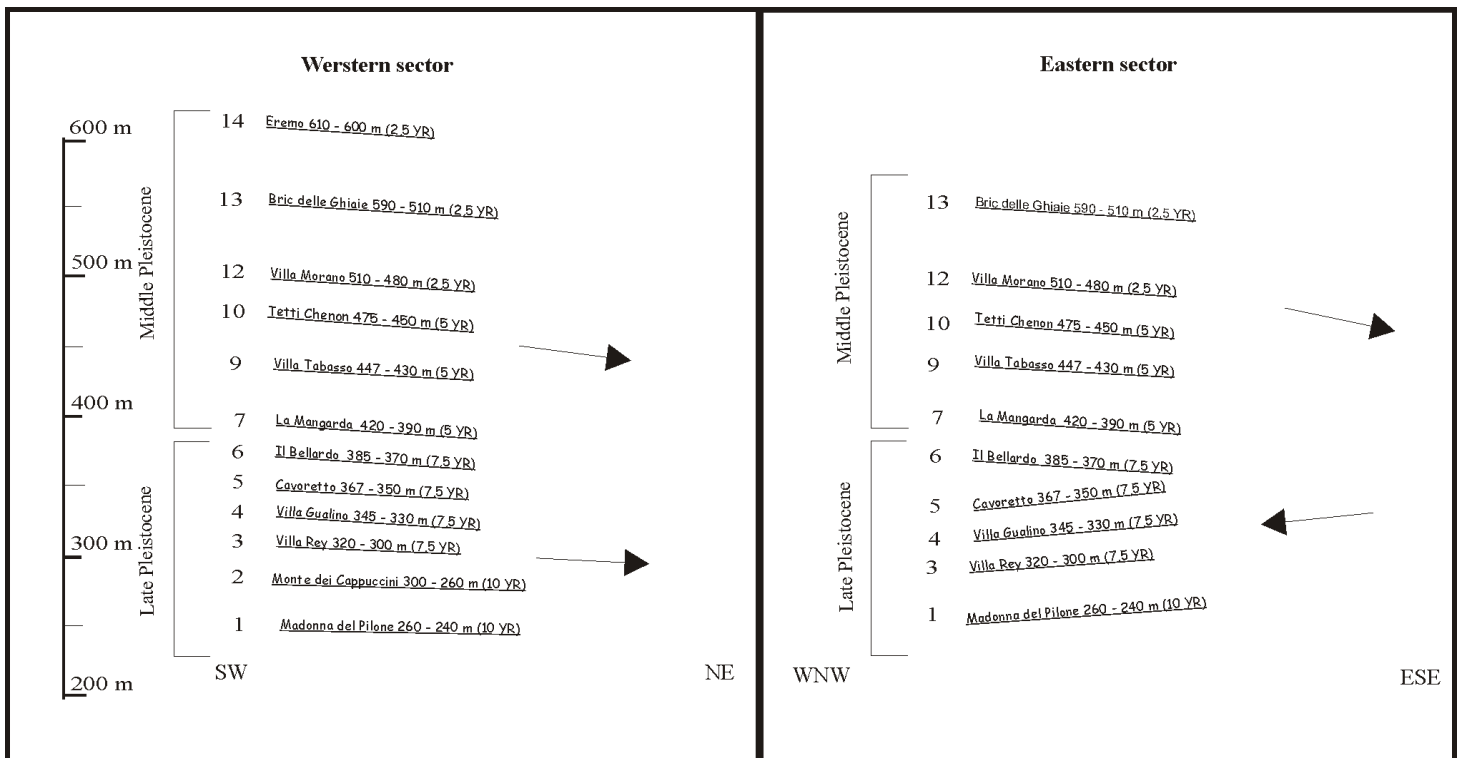 Werstern sector
600 m
500 m
400 m
300 m
200 m
Middle Pleistocene
Late Pleistocene
14 Eremo 610 - 600 m (2,5 YR)
13 Bric delle Ghiaie 590 - 510 m (2,5 YR)
12 Villa Morano 510 - 480 m (2,5 YR)
10 Tetti Chenon 475 - 450 m (5 YR)
9 Villa Tabasso 447 - 430 m (5 YR)
7 La Mangarda 420 - 390 m (5 YR)
6 Il Bellardo 385 - 370 m (7,5 YR)
5 Cavoretto 367 - 350 m (7,5 YR)
4 Villa Gualino 345 - 330 m (7,5 YR)
3 Villa Rey 320 - 300 m (7,5 YR)
2 Monte dei Cappuccini 300 - 260 m (10 YR)
1 Madonna del Pilone 260 - 240 m (10 YR)
SW
NE
Eastern sector
Middle Pleistocene
Late Pleistocene
13 Bric delle Ghiaie 590 - 510 m (2,5 YR)
12 Villa Morano 510 - 480 m (2,5 YR)
10 Tetti Chenon 475 - 450 m (5 YR)
9 Villa Tabasso 447 - 430 m (5 YR)
7 La Mangarda 420 - 390 m (5 YR)
6 Il Bellardo 385 - 370 m (7,5 YR)
5 Cavoretto 367 - 350 m (7,5 YR)
4 Villa Gualino 345 - 330 m (7,5 YR)
3 Villa Rey 320 - 300 m (7,5 YR)
1 Madonna del Pilone 260 - 240 m (10 YR)
WNW
ESE